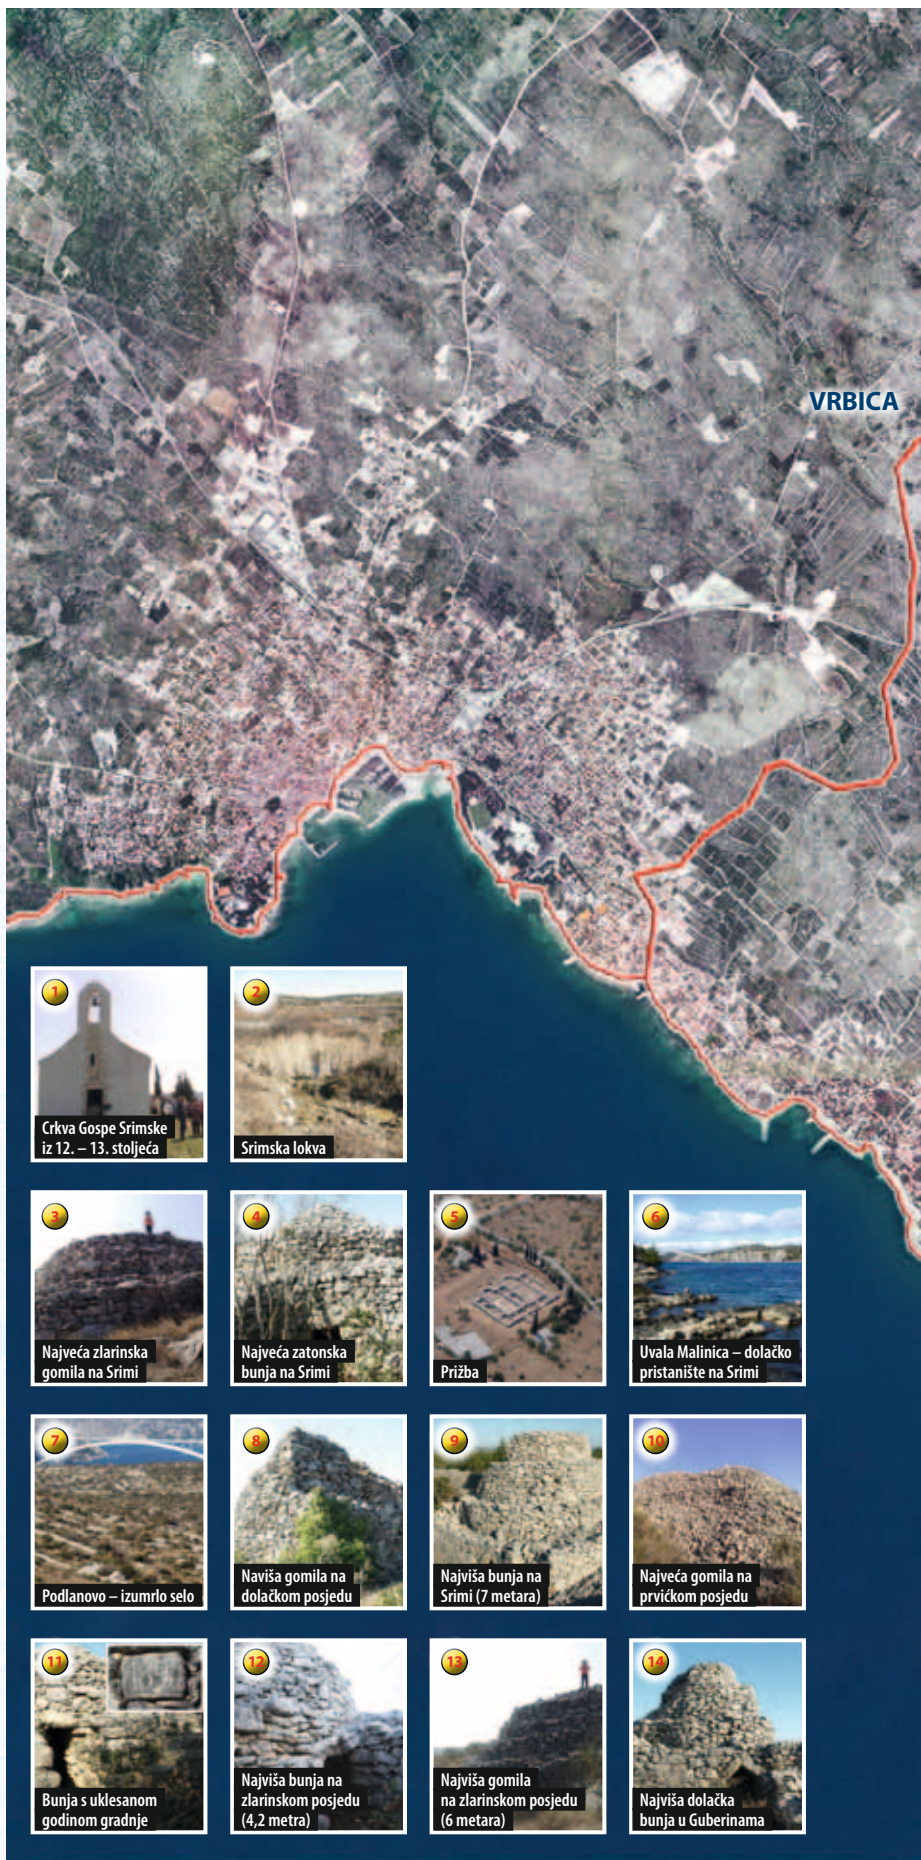 VRBICA
1
Crkva Gospe Srimske
iz 12. – 13. stoljeća
2
Srimska lokva
3
Najveća zlarinska
gomila na Srimi
4
Najveća zatonska
bunja na Srimi
5
Prižba
6
Uvala Malinica – dolačko
pristanište na Srimi
7
Podlanovo – izumrlo selo
8
Naviša gomila na
dolačkom posjedu
9
Najviša bunja na
Srimi (7 metara)
10
Najveća gomila na
prvićkom posjedu
11
Bunja s uklesanom
godinom gradnje
12
Najviša bunja na
zlarinskom posjedu
(4,2 metra)
13
Najviša gomila
na zlarinskom posjedu
(6 metara)
14
Najviša dolačka
bunja u Guberinama